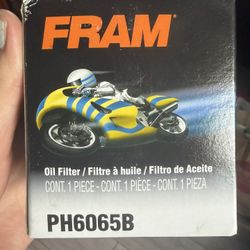 FRAM
Oil Filter / Filtre à huile / Filtro de Aceite
CONT. 1 PIECE - CONT. 1 PIÈCE - CONT. 1 PIEZA
PH6065B